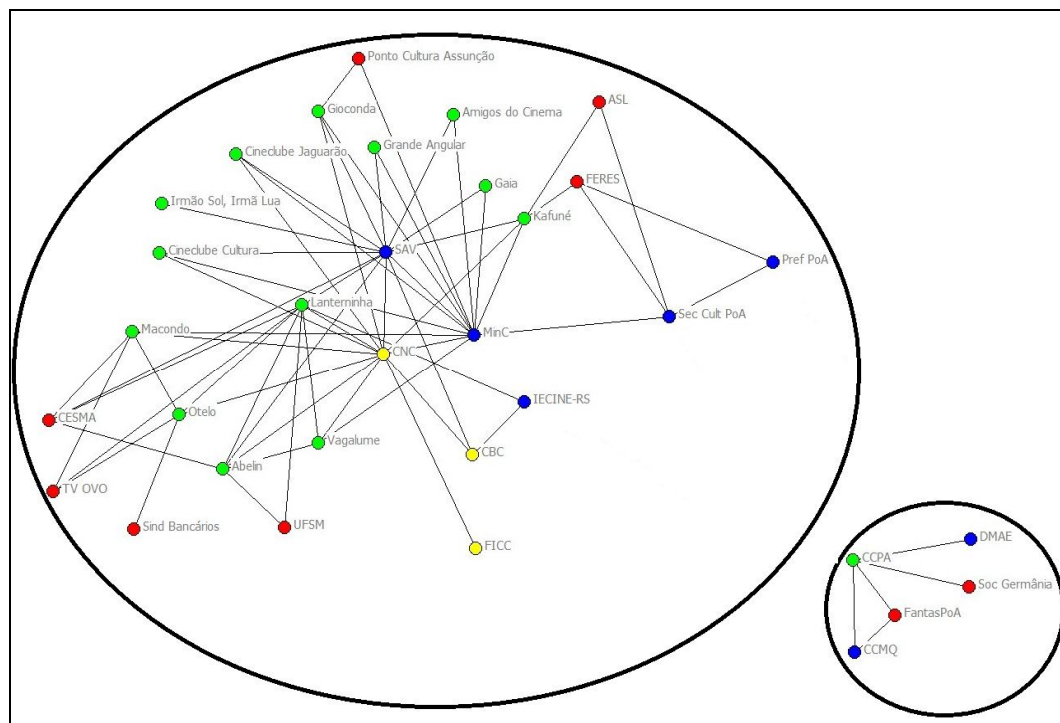 Ponto Cultura Assunção
ASL
Gioconda
Amigos do Cinema
Grande Angular
Cineclube Jaguarão
FERES
Gaia
Irmão Sol, Irmã Lua
Kafuné
Cineclube Cultura
SAV
Pref PoA
Lanterninha
Sec Cult PoA
Macondo
MinC
CNC
IECINE-RS
CESMA
Otelo
Vagalume
CBC
Abelin
TV OVO
Sind Bancários
UFSM
FICC
DMAE
CCPA
Soc Germânia
FantasPoA
CCMQ